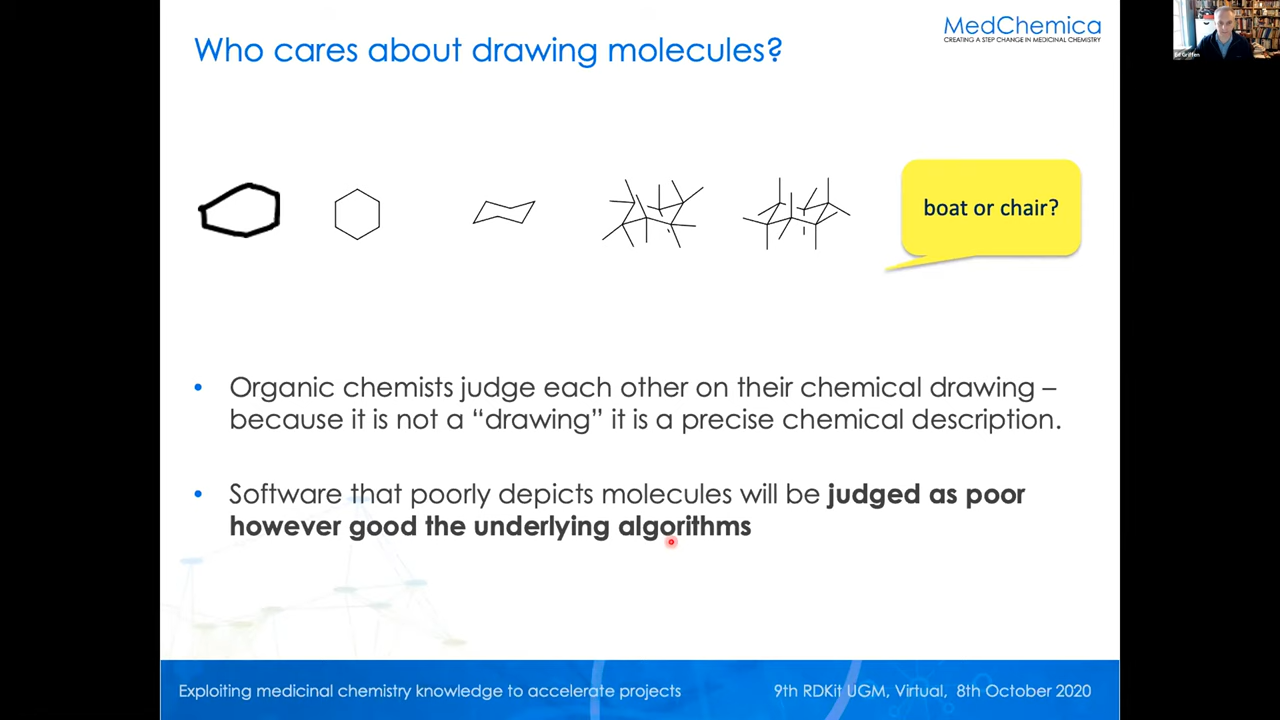 Who cares about drawing molecules?
MedChemica
CREATING A STEP CHANGE IN MEDICINAL CHEMISTRY
Ed Griffen
boat or chair?
• Organic chemists judge each other on their chemical drawing –
because it is not a “drawing” it is a precise chemical description.
• Software that poorly depicts molecules will be judged as poor
however good the underlying algorithms
Exploiting medicinal chemistry knowledge to accelerate projects
9th RDKit UGM, Virtual, 8th October 2020